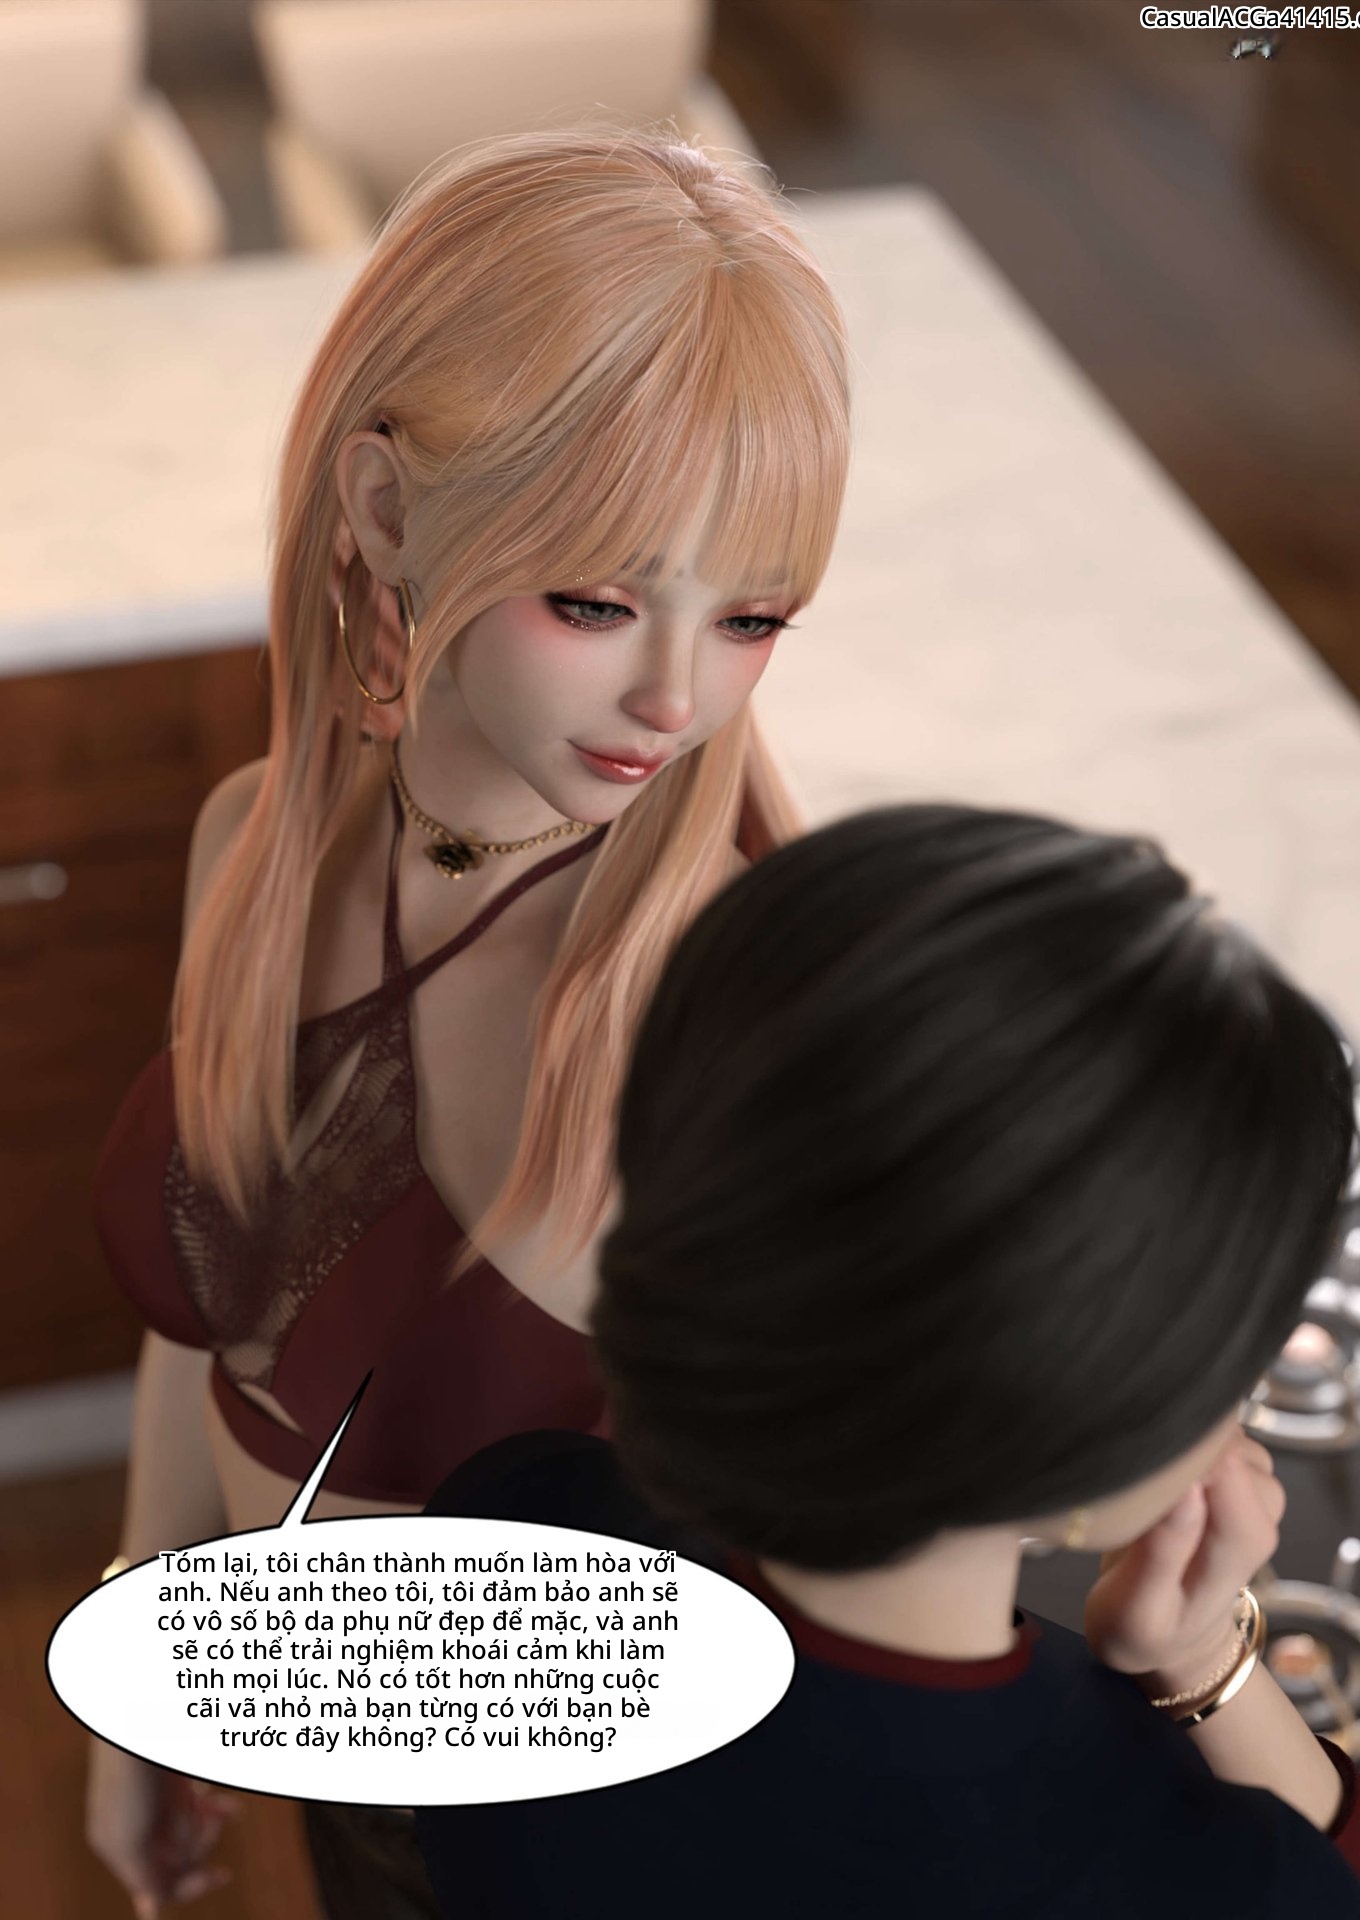 CasualACGa41415.
Tóm lại, tôi chân thành muốn làm hòa với
anh. Nếu anh theo tôi, tôi đảm bảo anh sẽ
có vô số bộ da phụ nữ đẹp để mặc, và anh
sẽ có thể trải nghiệm khoái cảm khi làm
tình mọi lúc. Nó có tốt hơn những cuộc
cãi vã nhỏ mà bạn từng có với bạn bè
trước đây không? Có vui không?